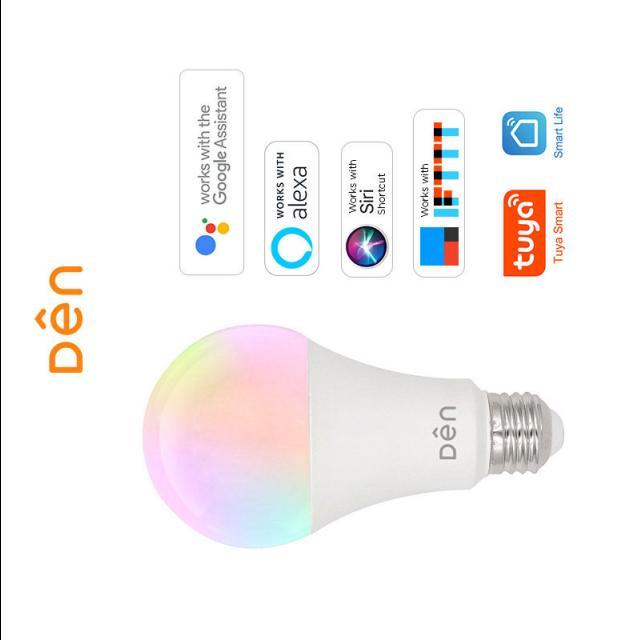 Dên
works with the
Google Assistant
WORKS WITH
alexa
Works with
Siri
Shortcut
Works with
IFTTT
tuya
Tuya Smart
Smart Life
Dên